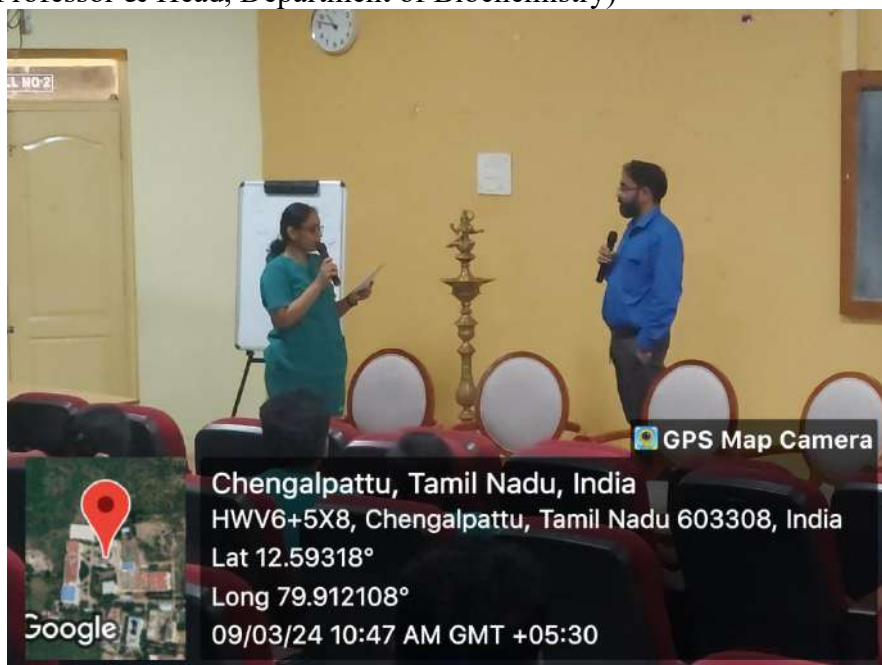 Professor & Head, Department of Biochemistry)
LL NO-2
GPS Map Camera
Chengalpattu, Tamil Nadu, India
HWV6+5X8, Chengalpattu, Tamil Nadu 603308, India
Lat 12.59318°
Long 79.912108°
09/03/24 10:47 AM GMT +05:30
Google